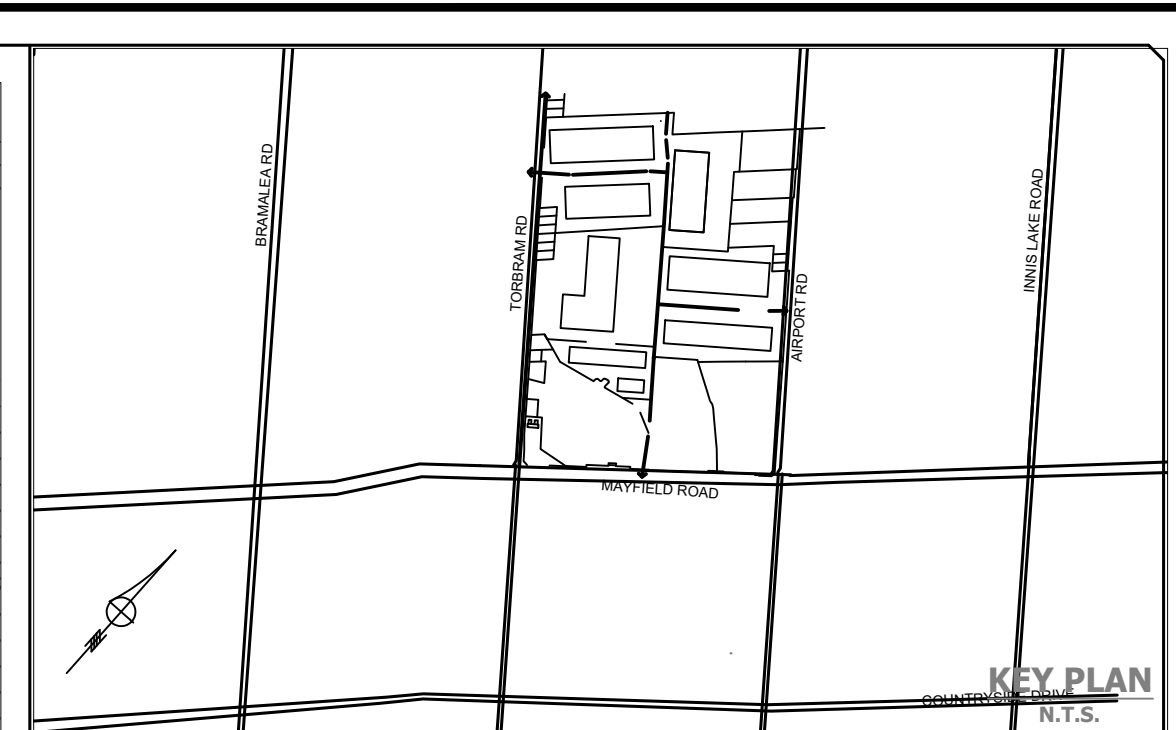 BRAMALEA RD
TORBRAM RD
AIRPORT RD
INNIS LAKE ROAD
MAYFIELD ROAD
COUNTRYSIDE DRIVE
KEY PLAN
N.T.S.